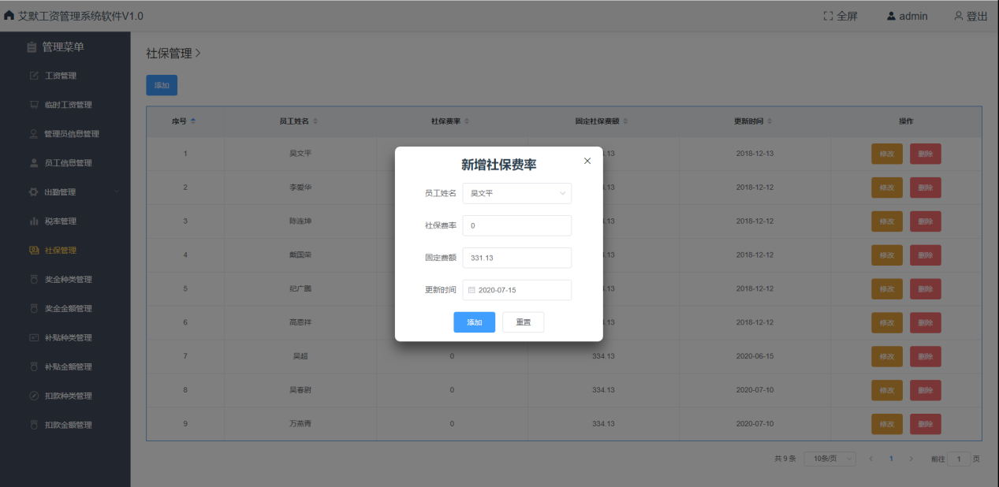 艾默工资管理系统软件V1.0 全屏 admin 登出
管理菜单
工资管理
临时工资管理
管理员信息管理
员工信息管理
出勤管理
税率管理
社保管理
奖金种类管理
奖金金额管理
补贴种类管理
补贴金额管理
扣款种类管理
扣款金额管理
社保管理
添加
序号 员工姓名 社保费率 固定社保费额 更新时间 操作
1 吴文平 .13 2018-12-13 修改 删除
2 李爱华 .13 2018-12-12 修改 删除
3 陈连坤 .13 2018-12-12 修改 删除
4 戴国荣 .13 2018-12-12 修改 删除
5 纪广鹏 .13 2018-12-12 修改 删除
6 高恩祥 .13 2018-12-12 修改 删除
7 吴超 0 334.13 2020-06-15 修改 删除
8 吴春尉 0 334.13 2020-07-10 修改 删除
9 万燕青 0 334.13 2020-07-10 修改 删除
共 9 条 10条/页 1 前往 1 页
新增社保费率
员工姓名 吴文平
社保费率 0
固定费额 331.13
更新时间 2020-07-15
添加 重置